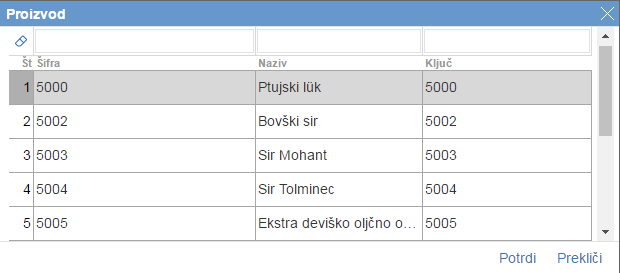 Proizvod
Št Šifra Naziv Ključ
1 5000 Ptujski lük 5000
2 5002 Bovški sir 5002
3 5003 Sir Mohant 5003
4 5004 Sir Tolminec 5004
5 5005 Ekstra deviško oljčno o... 5005
Potrdi Prekliči